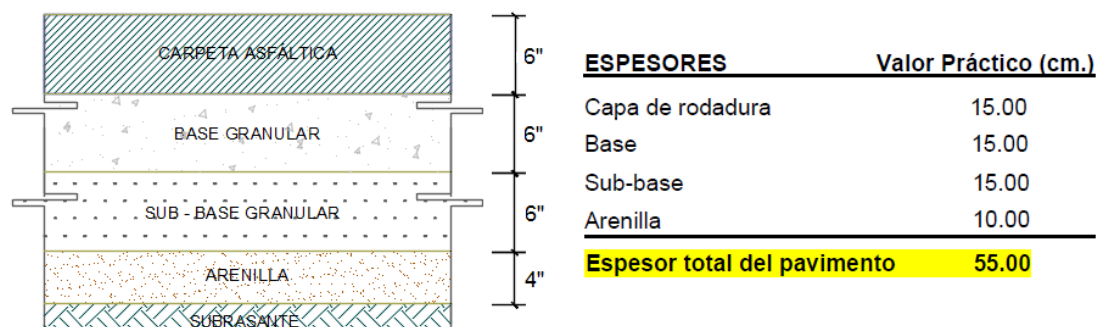 CARPETA ASFÁLTICA
6"
BASE GRANULAR
6"
SUB - BASE GRANULAR
6"
ARENILLA
4"
SUBRASANTE
ESPESORES Valor Práctico (cm.)
Capa de rodadura 15.00
Base 15.00
Sub-base 15.00
Arenilla 10.00
Espesor total del pavimento 55.00